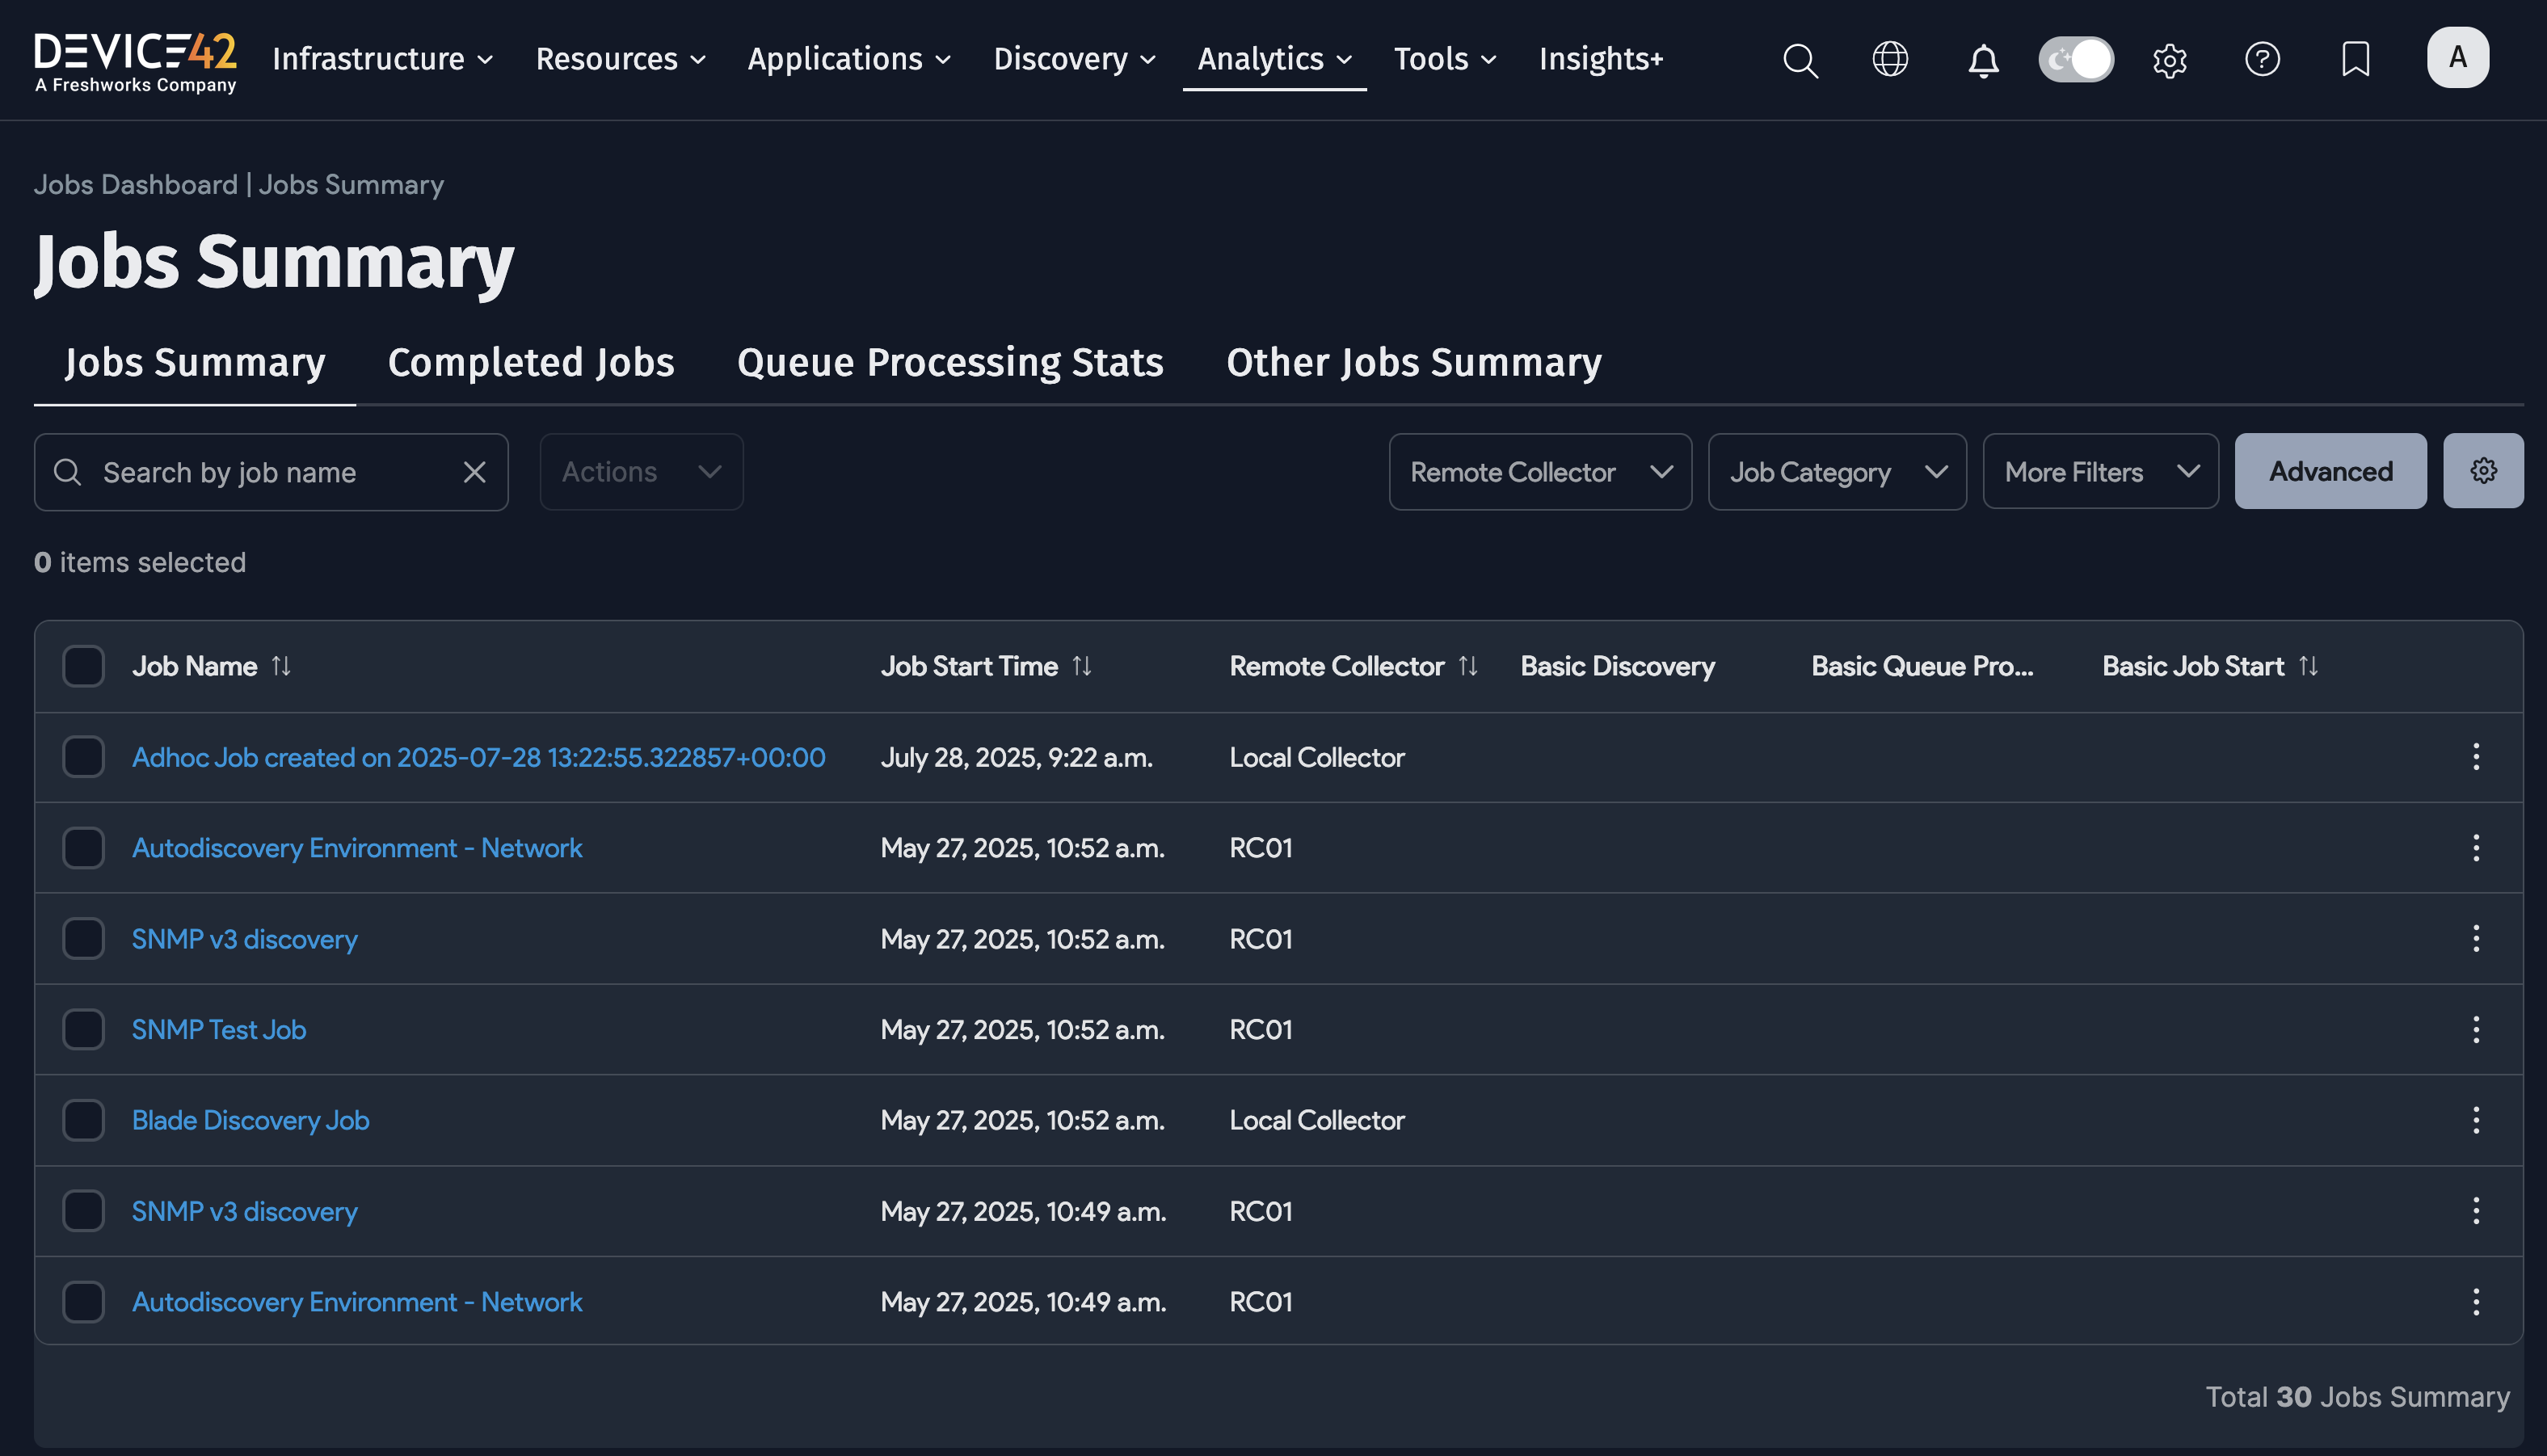 DEVICE42
A Freshworks Company
Infrastructure Resources Applications Discovery Analytics Tools Insights+
A
Jobs Dashboard | Jobs Summary
Jobs Summary
Jobs Summary Completed Jobs Queue Processing Stats Other Jobs Summary
Search by job name Actions Remote Collector Job Category More Filters Advanced
0 items selected
Job Name Job Start Time Remote Collector Basic Discovery Basic Queue Pro... Basic Job Start
Adhoc Job created on 2025-07-28 13:22:55.322857+00:00 July 28, 2025, 9:22 a.m. Local Collector
Autodiscovery Environment - Network May 27, 2025, 10:52 a.m. RC01
SNMP v3 discovery May 27, 2025, 10:52 a.m. RC01
SNMP Test Job May 27, 2025, 10:52 a.m. RC01
Blade Discovery Job May 27, 2025, 10:52 a.m. Local Collector
SNMP v3 discovery May 27, 2025, 10:49 a.m. RC01
Autodiscovery Environment - Network May 27, 2025, 10:49 a.m. RC01
Total 30 Jobs Summary